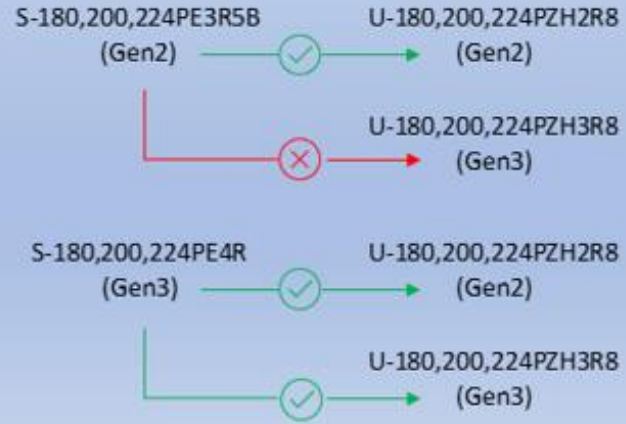 S-180,200,224PE3R5B
(Gen2)
U-180,200,224PZH2R8
(Gen2)
U-180,200,224PZH3R8
(Gen3)
S-180,200,224PE4R
(Gen3)
U-180,200,224PZH2R8
(Gen2)
U-180,200,224PZH3R8
(Gen3)